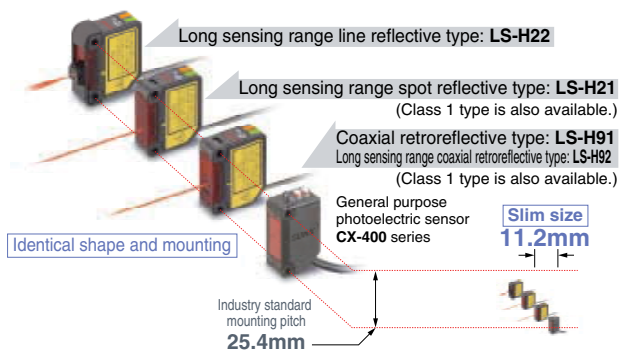 Long sensing range line reflective type: LS-H22
Long sensing range spot reflective type: LS-H21
(Class 1 type is also available.)
Coaxial retroreflective type: LS-H91
Long sensing range coaxial retroreflective type: LS-H92
(Class 1 type is also available.)
General purpose
photoelectric sensor
CX-400 series
Slim size
11.2mm
Identical shape and mounting
Industry standard
mounting pitch
25.4mm